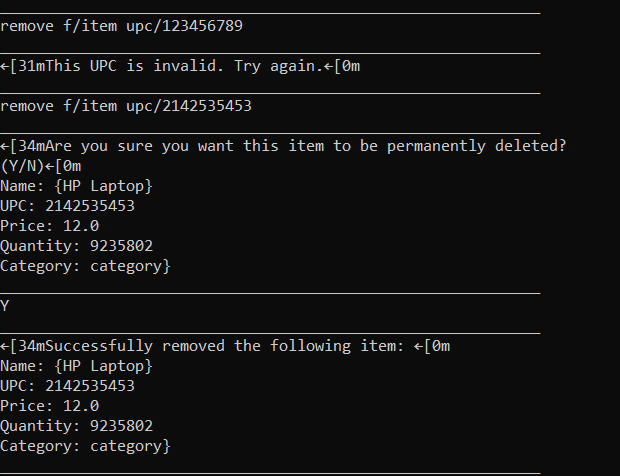 remove f/item upc/123456789
←[31mThis UPC is invalid. Try again.←[0m
remove f/item upc/2142535453
←[34mAre you sure you want this item to be permanently deleted?
(Y/N)←[0m
Name: {HP Laptop}
UPC: 2142535453
Price: 12.0
Quantity: 9235802
Category: category}
Y
←[34mSuccessfully removed the following item: ←[0m
Name: {HP Laptop}
UPC: 2142535453
Price: 12.0
Quantity: 9235802
Category: category}